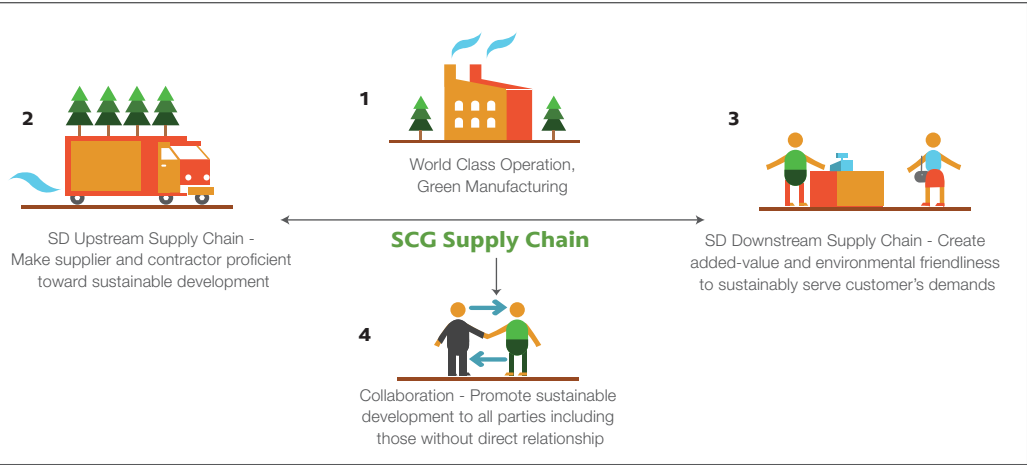 1
World Class Operation,
Green Manufacturing
2
SD Upstream Supply Chain -
Make supplier and contractor proficient
toward sustainable development
SCG Supply Chain
3
SD Downstream Supply Chain - Create
added-value and environmental friendliness
to sustainably serve customer's demands
4
Collaboration - Promote sustainable
development to all parties including
those without direct relationship